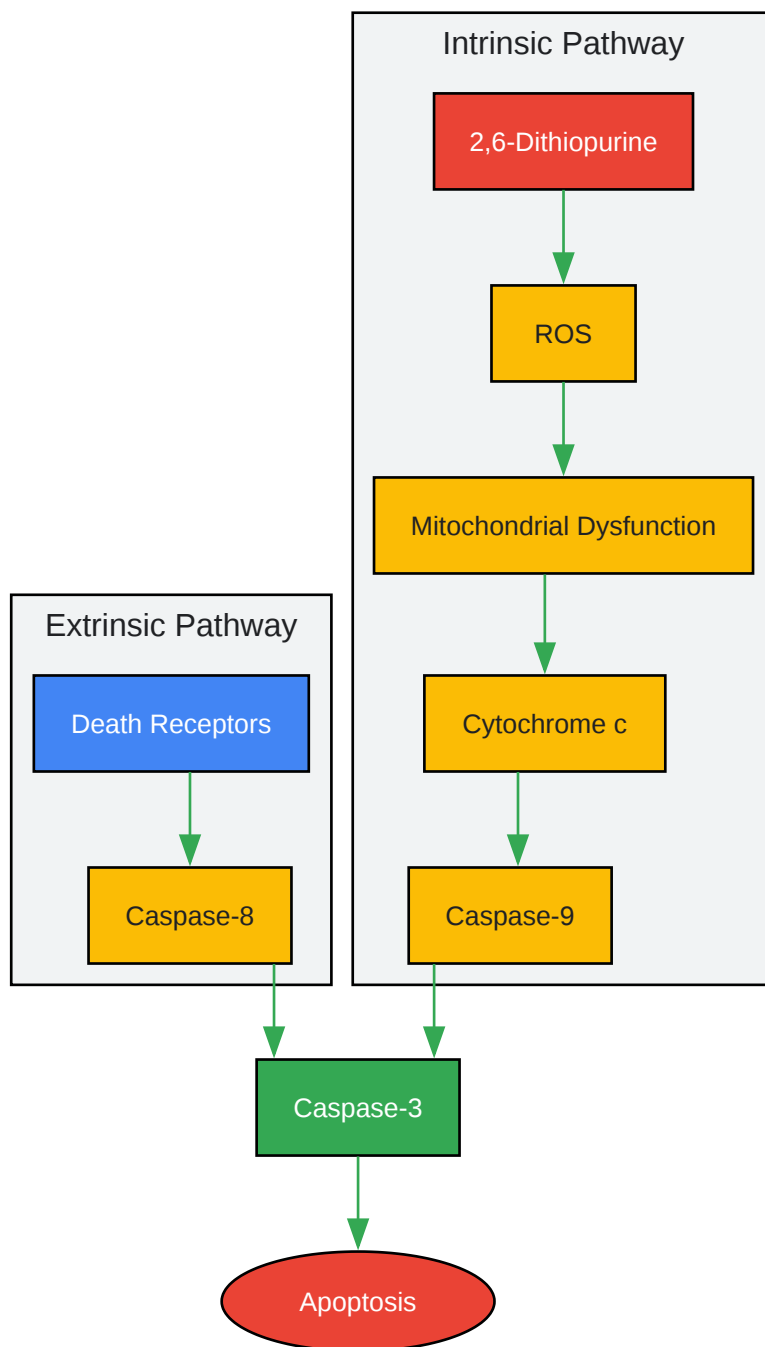 Intrinsic Pathway
2,6-Dithiopurine
ROS
Mitochondrial Dysfunction
Extrinsic Pathway
Death Receptors
Cytochrome c
Caspase-8
Caspase-9
Caspase-3
Apoptosis